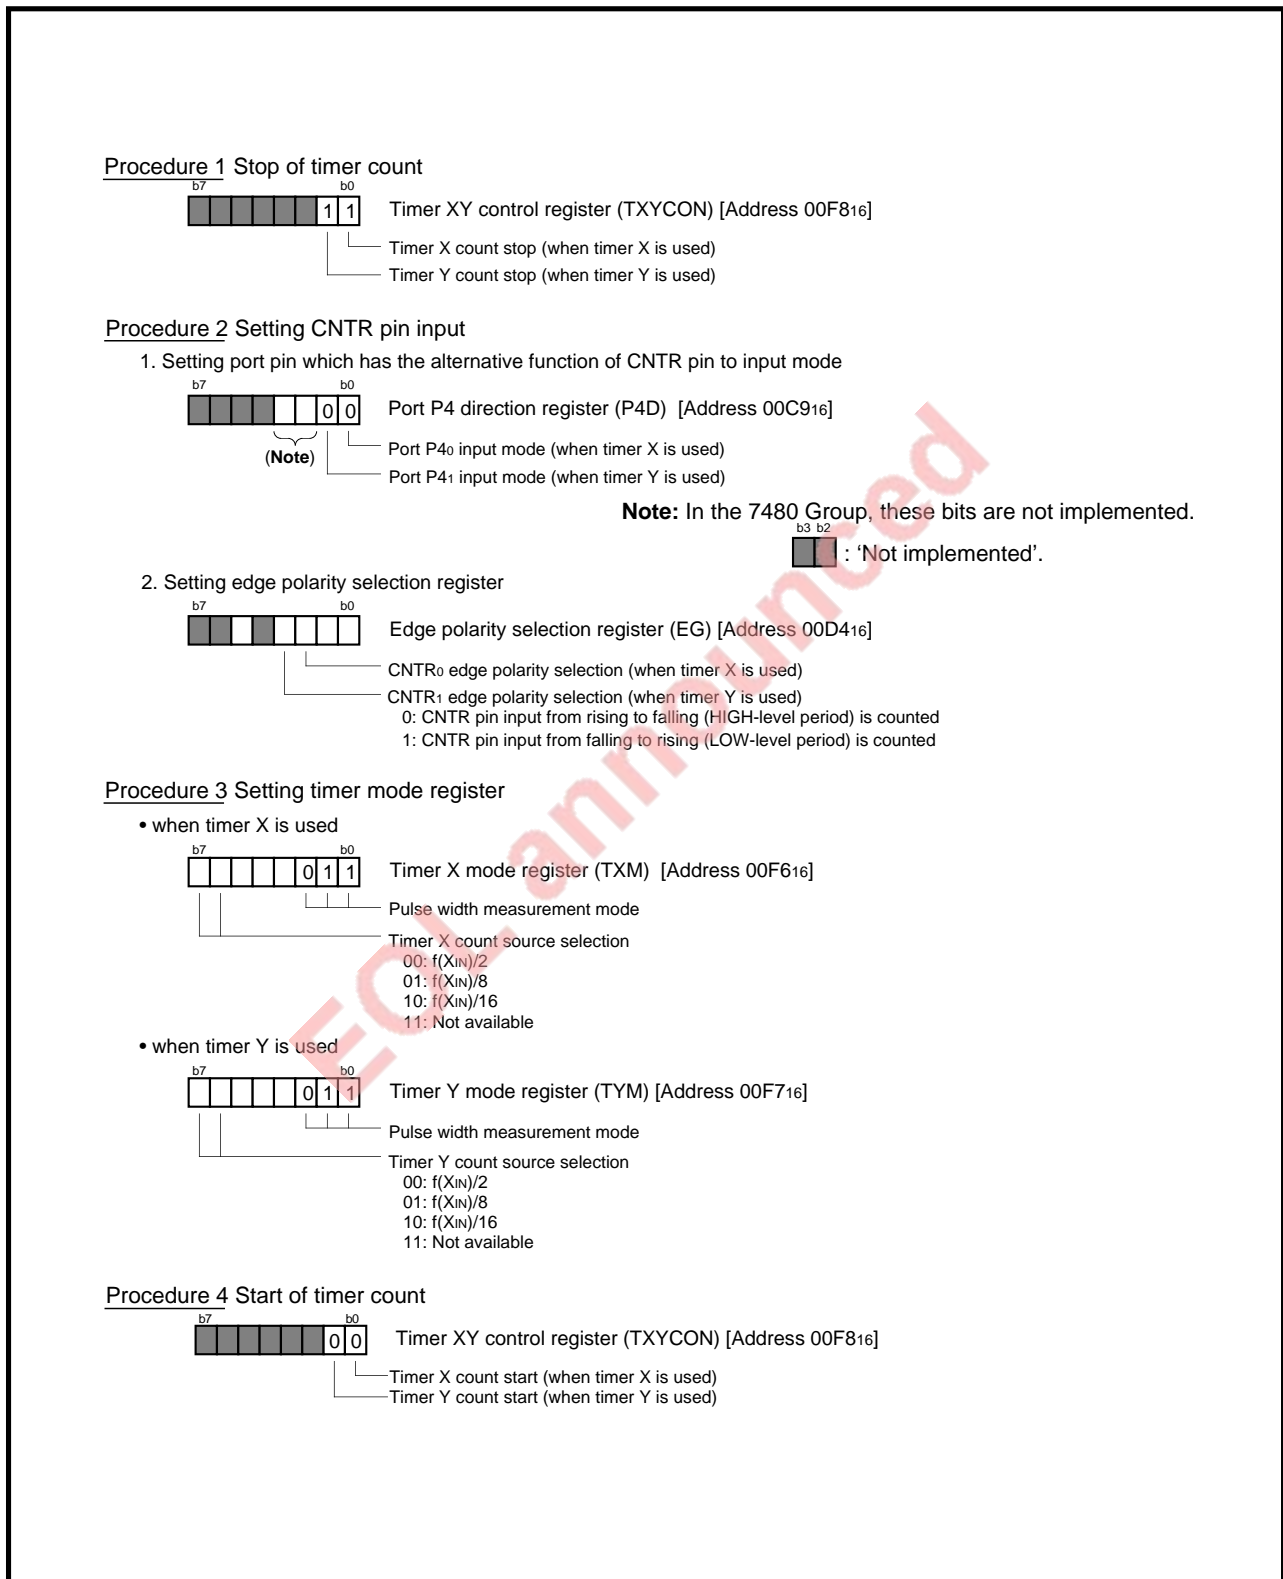 Procedure 1 Stop of timer count
b7 b0
1 1 Timer XY control register (TXYCON) [Address 00F816]
Timer X count stop (when timer X is used)
Timer Y count stop (when timer Y is used)
Procedure 2 Setting CNTR pin input
1. Setting port pin which has the alternative function of CNTR pin to input mode
b7 b0
0 0 Port P4 direction register (P4D) [Address 00C916]
(Note) Port P40 input mode (when timer X is used)
Port P41 input mode (when timer Y is used)
Note: In the 7480 Group, these bits are not implemented.
b3 b2
: ‘Not implemented’.
2. Setting edge polarity selection register
b7 b0
Edge polarity selection register (EG) [Address 00D416]
CNTR0 edge polarity selection (when timer X is used)
CNTR1 edge polarity selection (when timer Y is used)
0: CNTR pin input from rising to falling (HIGH-level period) is counted
1: CNTR pin input from falling to rising (LOW-level period) is counted
Procedure 3 Setting timer mode register
• when timer X is used
b7 b0
0 1 1 Timer X mode register (TXM) [Address 00F616]
Pulse width measurement mode
Timer X count source selection
00: f(XIN)/2
01: f(XIN)/8
10: f(XIN)/16
11: Not available
• when timer Y is used
b7 b0
0 1 1 Timer Y mode register (TYM) [Address 00F716]
Pulse width measurement mode
Timer Y count source selection
00: f(XIN)/2
01: f(XIN)/8
10: f(XIN)/16
11: Not available
Procedure 4 Start of timer count
b7 b0
0 0 Timer XY control register (TXYCON) [Address 00F816]
Timer X count start (when timer X is used)
Timer Y count start (when timer Y is used)
EOL announced